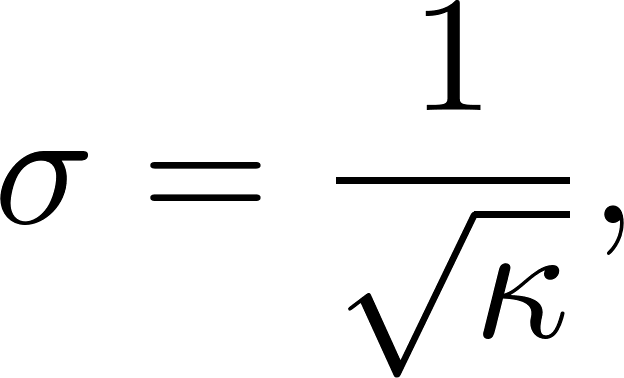 σ = 1/√κ,